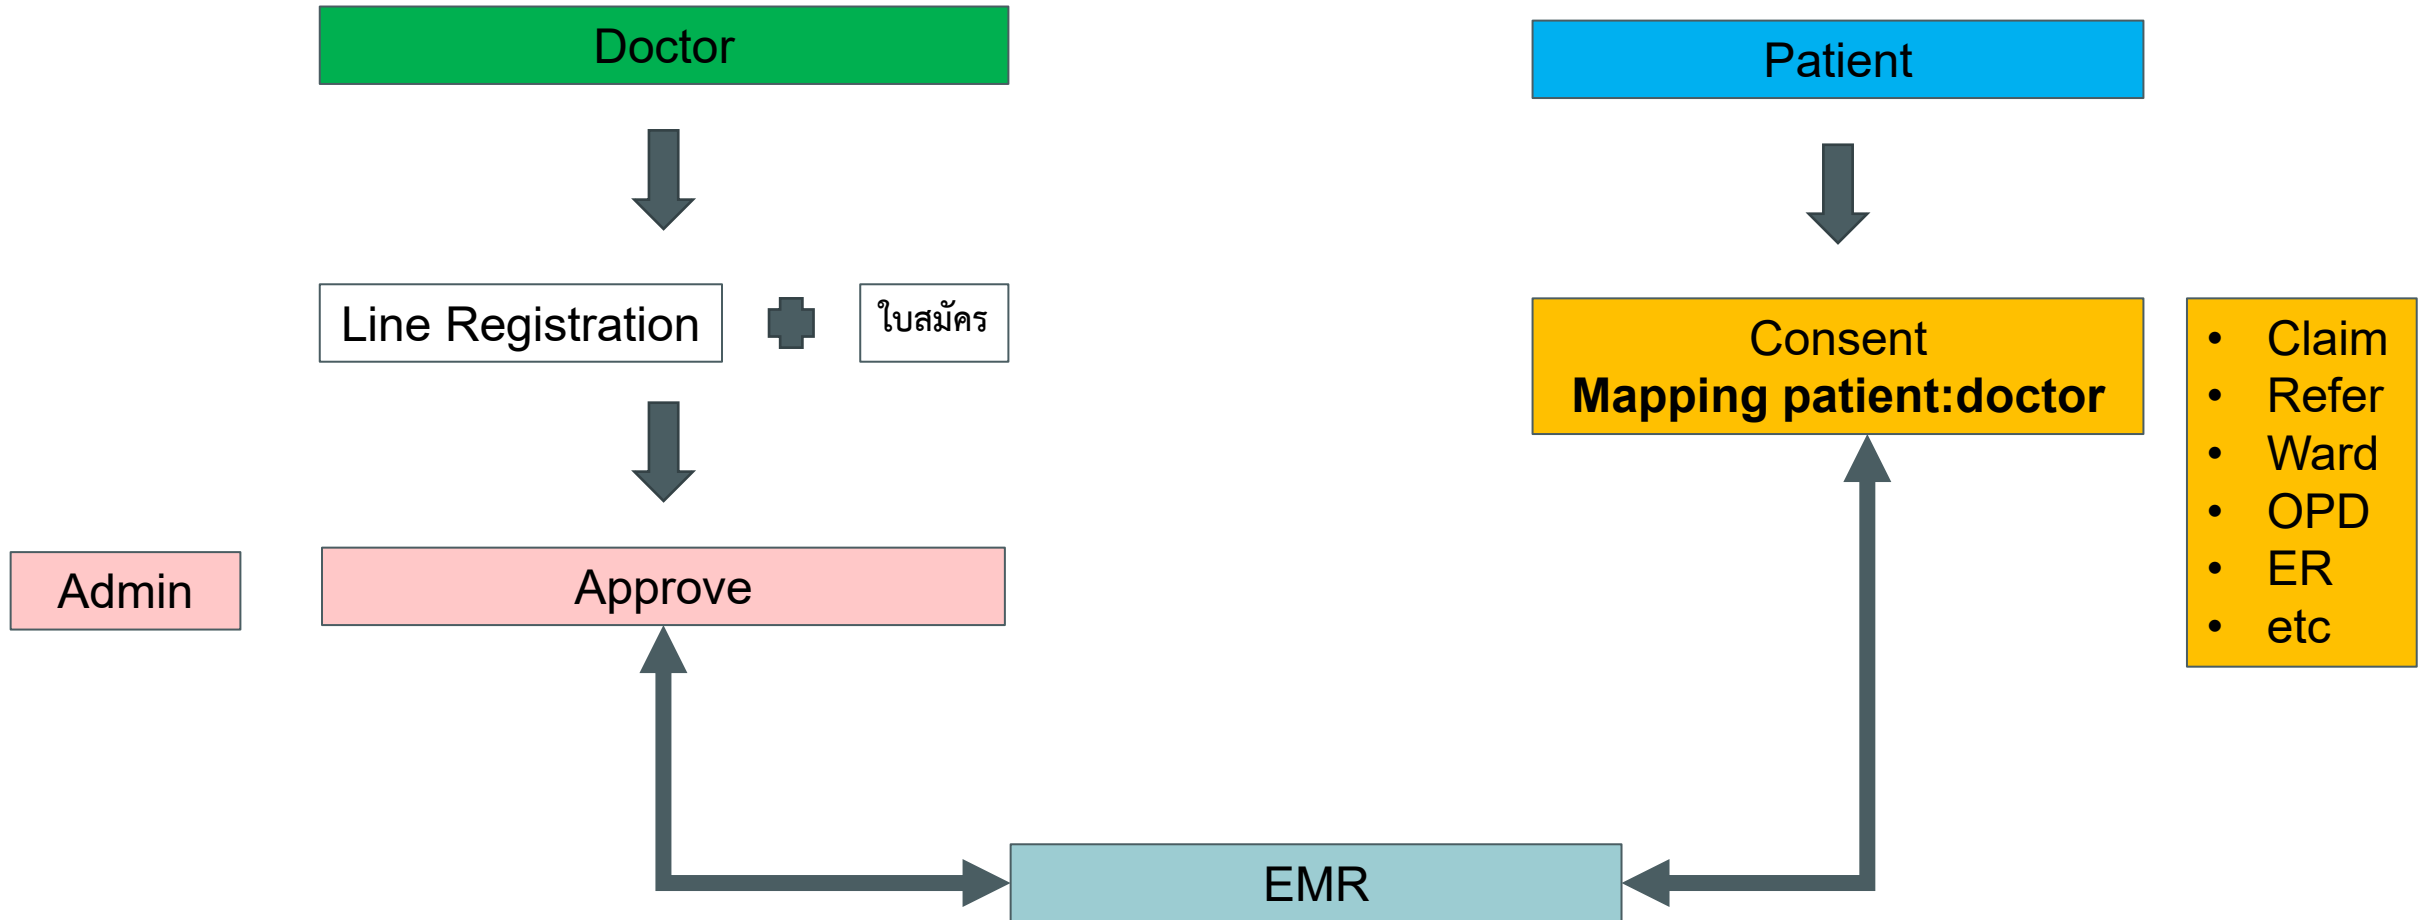 Doctor
Patient
Line Registration
ใบสมัคร
Consent
Mapping patient:doctor
• Claim
• Refer
• Ward
• OPD
• ER
• etc
Admin
Approve
EMR